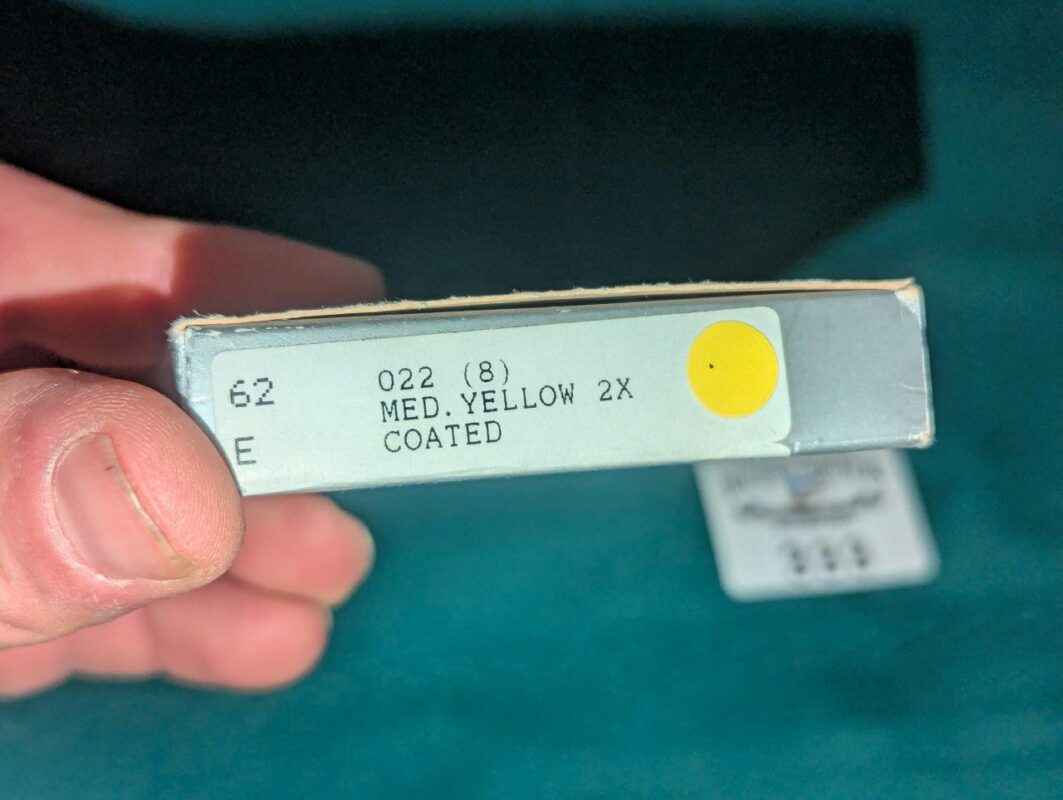 62
E
022 (8)
MED.YELLOW 2X
COATED